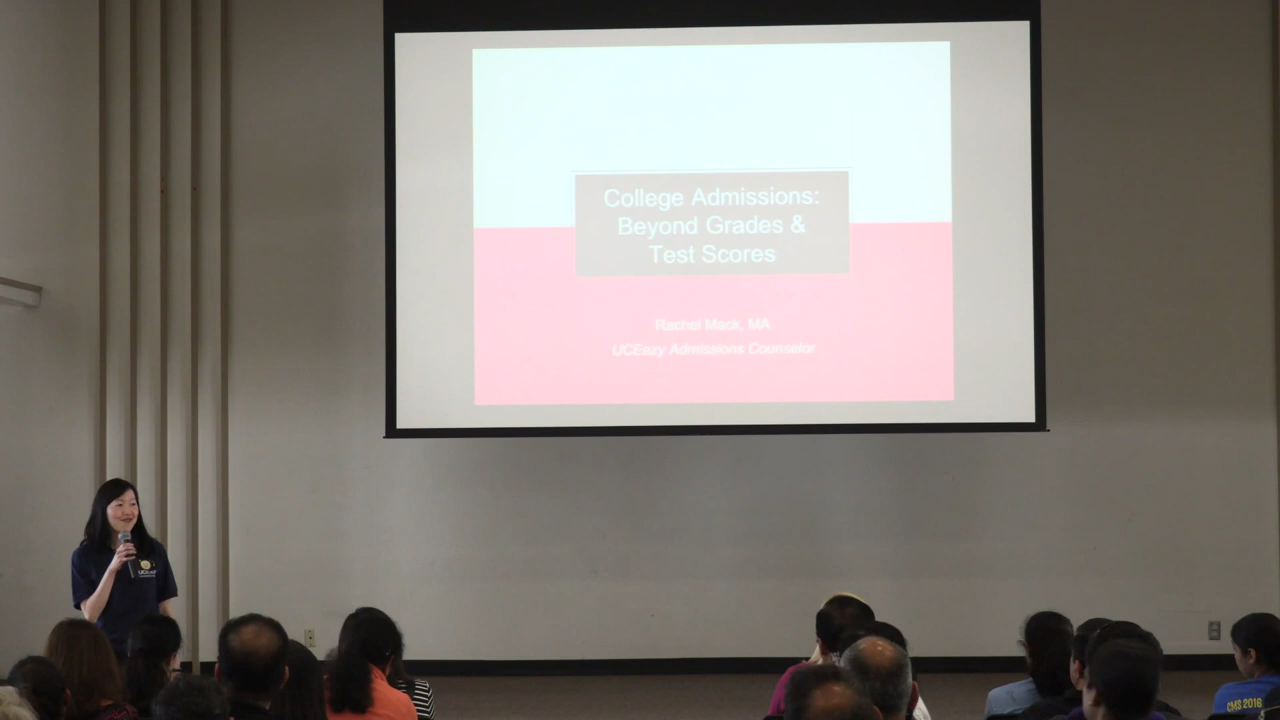 College Admissions:
Beyond Grades &
Test Scores
Rachel Mack, MA
UCEazy Admissions Counselor
CMS 2016